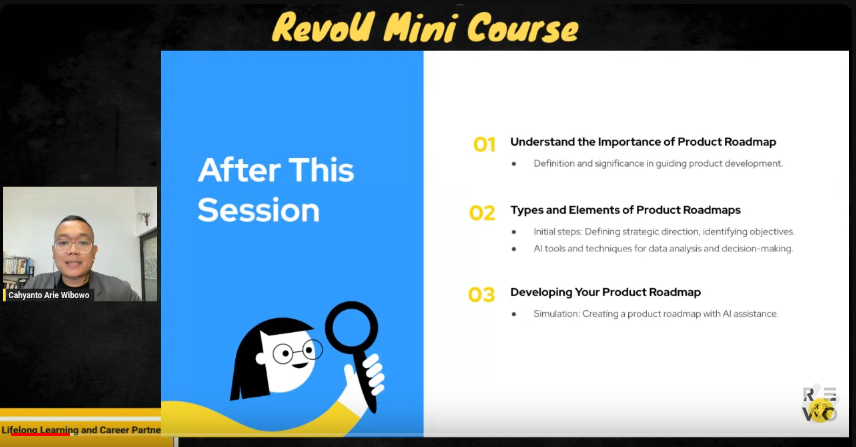 RevoU Mini Course
After This
Session
01
Understand the Importance of Product Roadmap
• Definition and significance in guiding product development.
02
Types and Elements of Product Roadmaps
• Initial steps: Defining strategic direction, identifying objectives.
• AI tools and techniques for data analysis and decision-making.
03
Developing Your Product Roadmap
• Simulation: Creating a product roadmap with AI assistance.
Cahyanto Arie Wibowo
Lifelong Learning and Career Partne